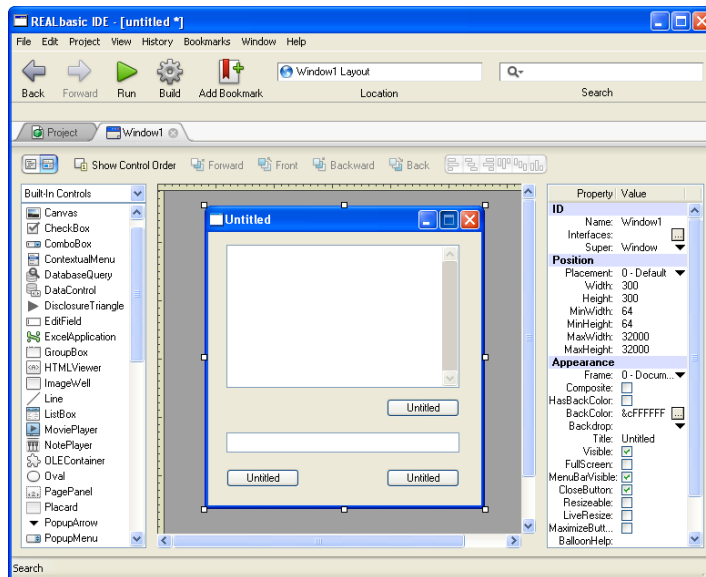 REALbasic IDE - [untitled *]
File Edit Project View History Bookmarks Window Help
Window1 Layout
Back Forward Run Build Add Bookmark Location Search
Project Window1
Show Control Order Forward Front Backward Back
Built-In Controls
Canvas
CheckBox
ComboBox
ContextualMenu
DatabaseQuery
DataControl
DisclosureTriangle
EditField
ExcelApplication
GroupBox
HTMLViewer
ImageWell
Line
ListBox
MoviePlayer
NotePlayer
OLEContainer
Oval
PagePanel
Placard
PopupArrow
PopupMenu
Untitled
Untitled
Untitled Untitled
Property Value
ID
Name: Window1
Interfaces: ...
Super: Window
Position
Placement: 0 - Default
Width: 300
Height: 300
MinWidth: 64
MinHeight: 64
MaxWidth: 32000
MaxHeight: 32000
Appearance
Frame: 0 - Docum...
Composite:
HasBackColor:
BackColor: &cFFFFFF ...
Backdrop:
Title: Untitled
Visible:
FullScreen:
MenuBarVisible:
CloseButton:
Resizeable:
LiveResize:
MaximizeButt...
BalloonHelp:
Search